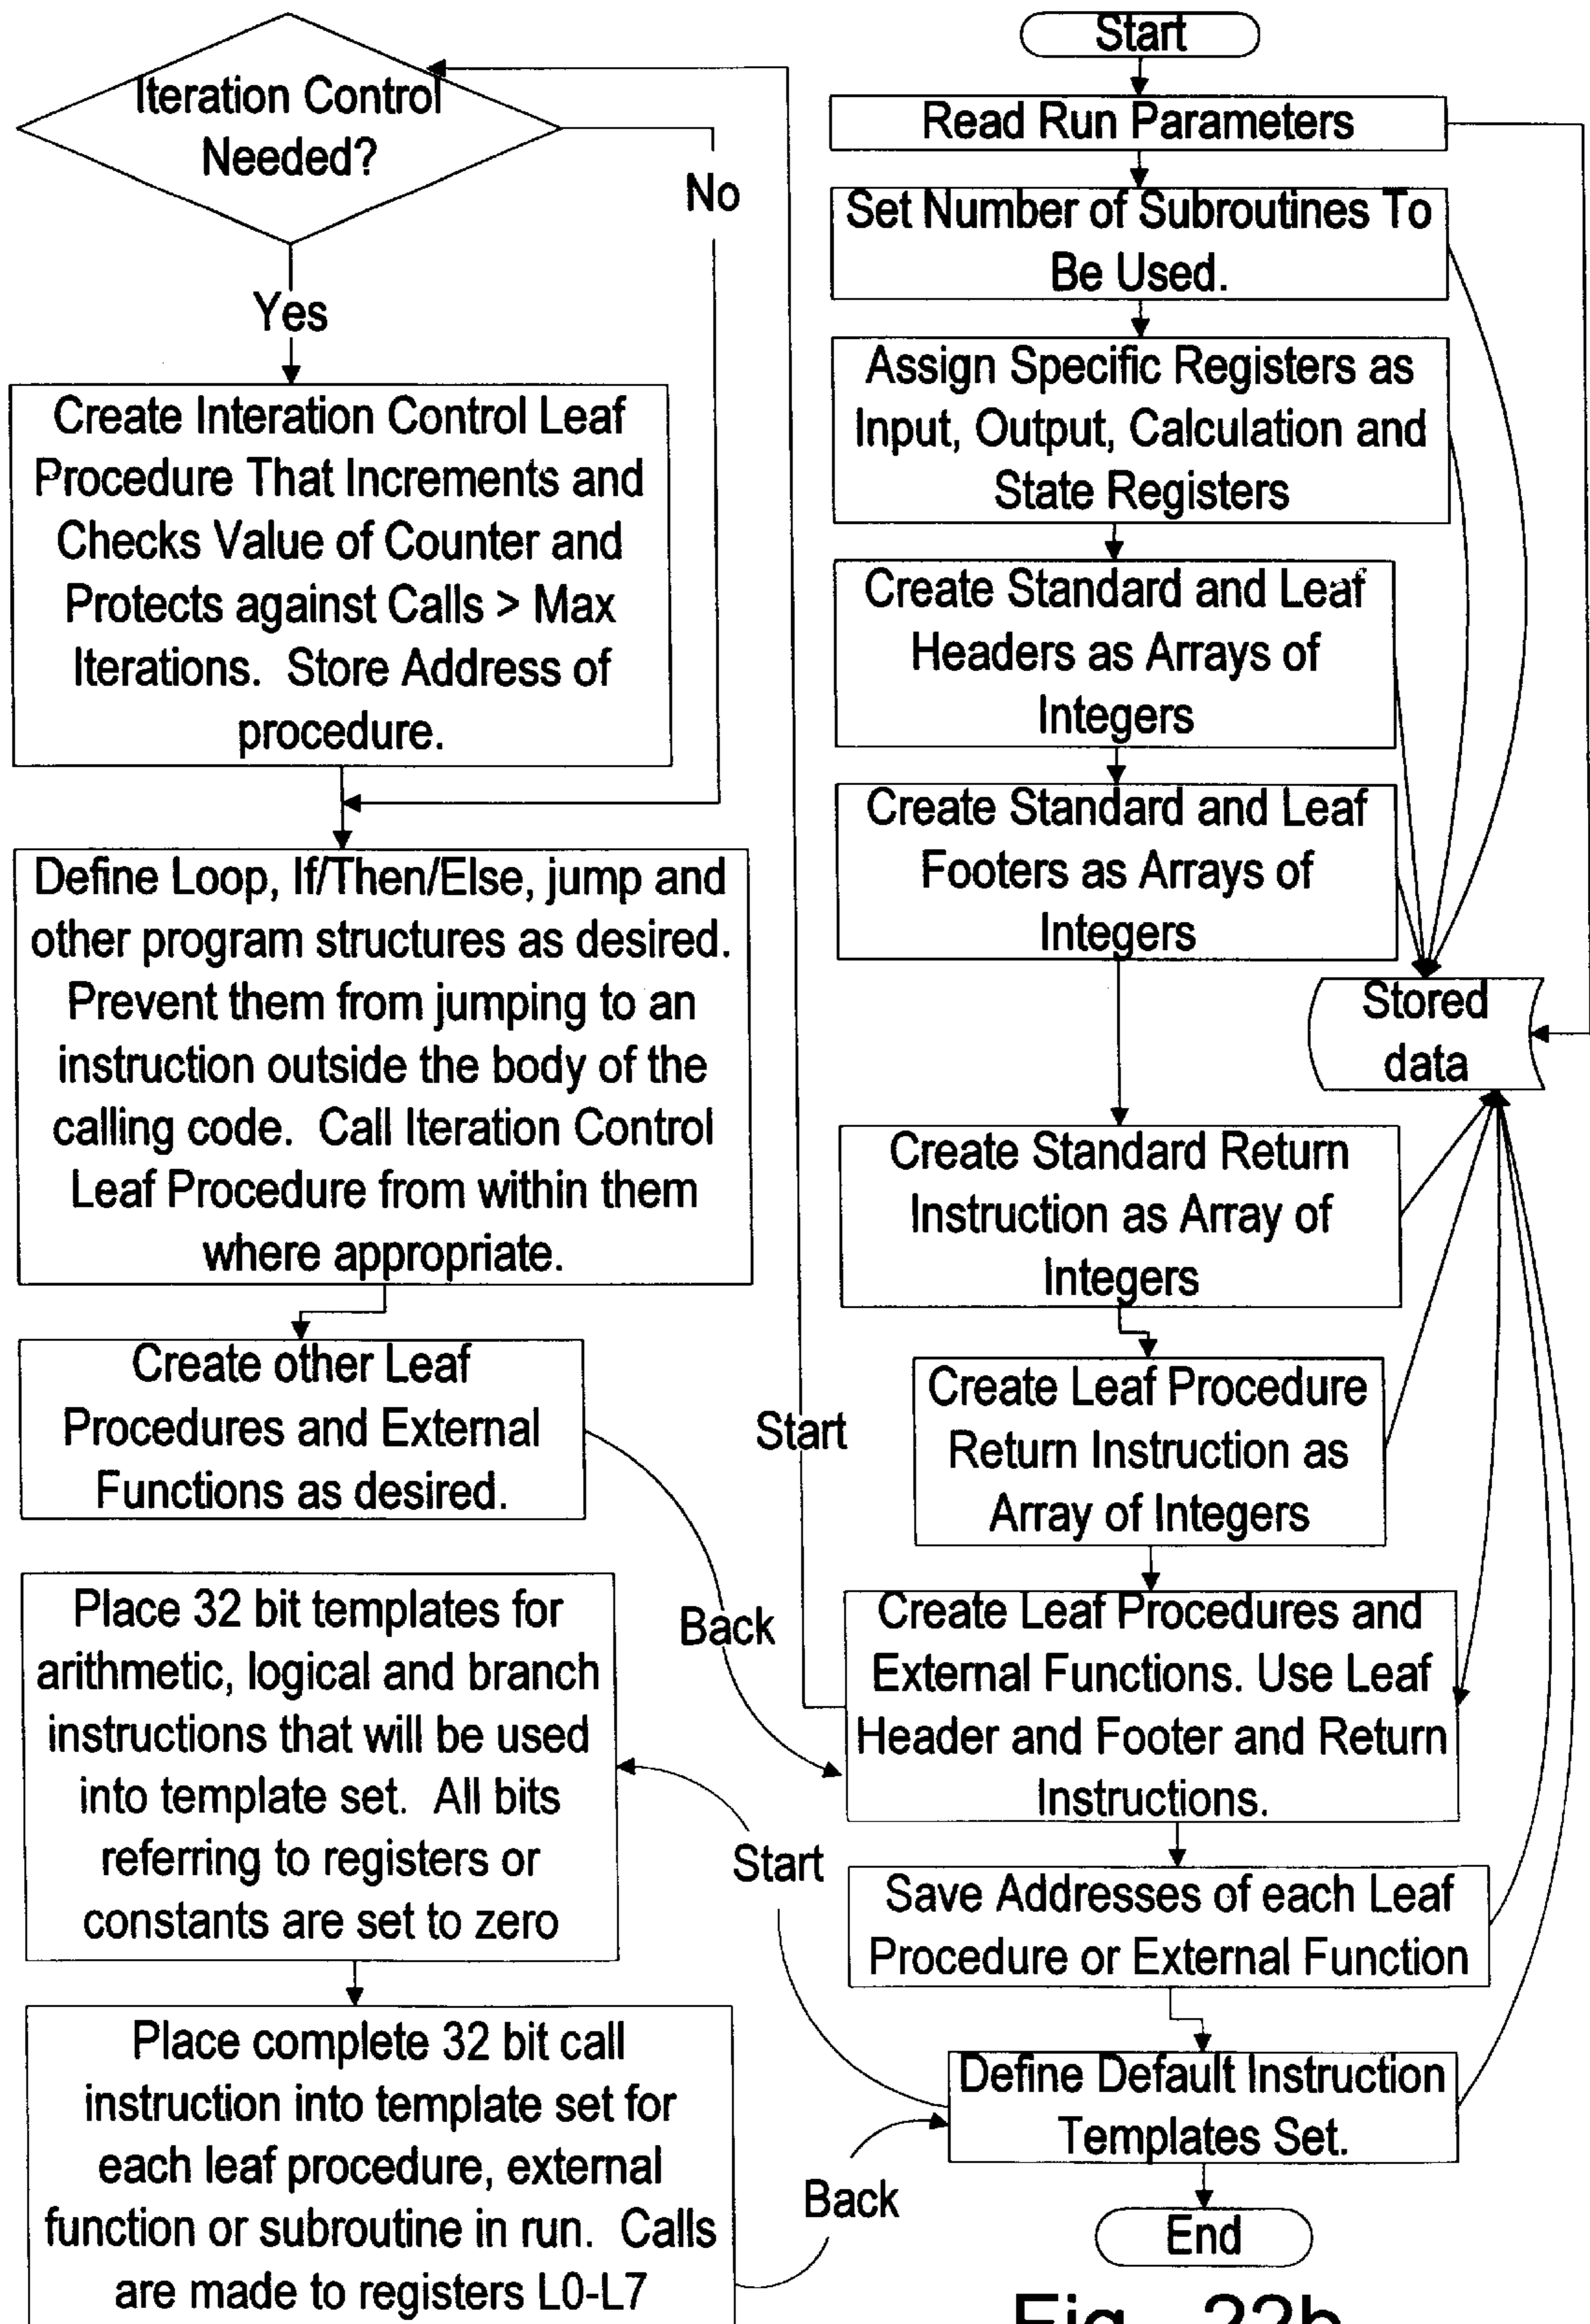 Start
Read Run Parameters
Set Number of Subroutines To
Be Used.
Assign Specific Registers as
Input, Output, Calculation and
State Registers
Create Standard and Leaf
Headers as Arrays of
Integers
Create Standard and Leaf
Footers as Arrays of
Integers
Stored
data
Create Standard Return
Instruction as Array of
Integers
Create Leaf Procedure
Return Instruction as
Array of Integers
Create Leaf Procedures and
External Functions. Use Leaf
Header and Footer and Return
Instructions.
Save Addresses of each Leaf
Procedure or External Function
Define Default Instruction
Templates Set.
End
Start
Iteration Control
Needed?
No
Yes
Create Interation Control Leaf
Procedure That Increments and
Checks Value of Counter and
Protects against Calls > Max
Iterations. Store Address of
procedure.
Define Loop, If/Then/Else, jump and
other program structures as desired.
Prevent them from jumping to an
instruction outside the body of the
calling code. Call Iteration Control
Leaf Procedure from within them
where appropriate.
Create other Leaf
Procedures and External
Functions as desired.
Back
Start
Place 32 bit templates for
arithmetic, logical and branch
instructions that will be used
into template set. All bits
referring to registers or
constants are set to zero
Place complete 32 bit call
instruction into template set for
each leaf procedure, external
function or subroutine in run. Calls
are made to registers L0-L7
Back
Fig. 22b